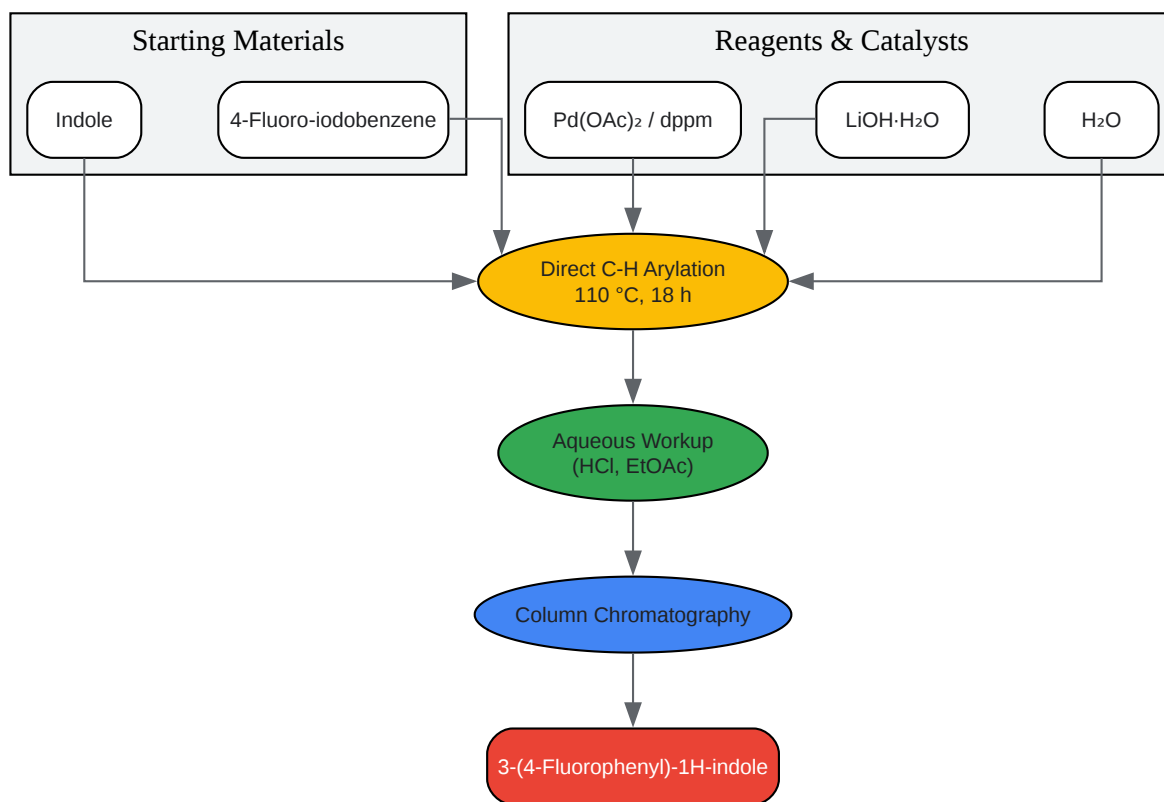 Starting Materials
Reagents & Catalysts
Indole
4-Fluoro-iodobenzene
Pd(OAc)₂ / dppm
LiOH·H₂O
H₂O
Direct C-H Arylation
110 °C, 18 h
Aqueous Workup
(HCl, EtOAc)
Column Chromatography
3-(4-Fluorophenyl)-1H-indole